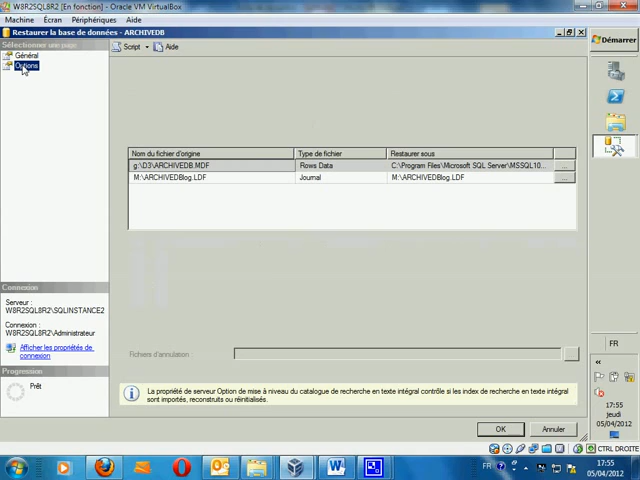 W8R2SQL8R2 [En fonction] - Oracle VM VirtualBox
Machine Écran Périphériques Aide
Restaurer la base de données - ARCHIVEDB
Sélectionner une page
Général
Options
Script Aide
Nom du fichier d'origine Type de fichier Restaurer sous
g:\D3\ARCHIVEDB.MDF Rows Data C:\Program Files\Microsoft SQL Server\MSSQL10... ...
M:\ARCHIVEDBlog.LDF Journal M:\ARCHIVEDBlog.LDF ...
Connexion
Serveur :
W8R2SQL8R2\SQLINSTANCE2
Connexion :
W8R2SQL8R2\Administrateur
Afficher les propriétés de
connexion
Progression
Prêt
Fichiers d'annulation :
La propriété de serveur Option de mise à niveau du catalogue de recherche en texte intégral contrôle si les index de recherche en texte intégral
sont importés, reconstruits ou réinitialisés.
OK Annuler
Démarrer
FR
17:55
jeudi
05/04/2012
CTRL DROITE
FR
17:55
05/04/2012